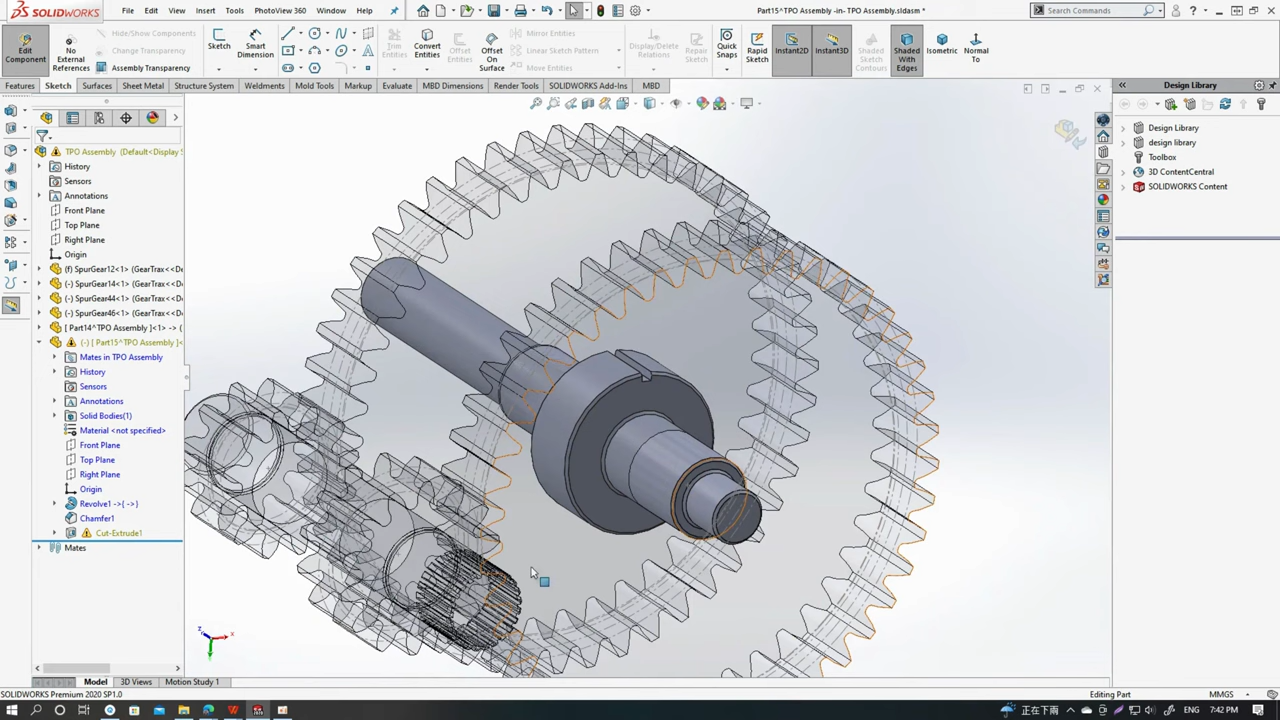 SOLIDWORKS File Edit View Insert Tools PhotoView 360 Window Help Part15^TPO Assembly -in- TPO Assembly.sldasm * Search Commands
Edit Component
No External References
Show/Hide Components
Change Transparency
Assembly Transparency
Sketch
Smart Dimension
Trim Entities
Convert Entities
Offset Entities
Offset On Surface
Mirror Entities
Linear Sketch Pattern
Move Entities
Display/Delete Relations
Repair Sketch
Quick Snaps
Rapid Sketch
Instant2D
Instant3D
Shaded Sketch Contours
Shaded With Edges
Isometric
Normal To
Features Sketch Surfaces Sheet Metal Structure System Weldments Mold Tools Markup Evaluate MBD Dimensions Render Tools SOLIDWORKS Add-Ins MBD
Design Library
Design Library
design library
Toolbox
3D ContentCentral
SOLIDWORKS Content
TPO Assembly (Default<Display S
History
Sensors
Annotations
Front Plane
Top Plane
Right Plane
Origin
(f) SpurGear12<1> (GearTrax<<De
(-) SpurGear14<1> (GearTrax<<De
(-) SpurGear44<1> (GearTrax<<De
(-) SpurGear46<1> (GearTrax<<De
[ Part14^TPO Assembly ]<1> -> (
(-) [ Part15^TPO Assembly ]<
Mates in TPO Assembly
History
Sensors
Annotations
Solid Bodies(1)
Material <not specified>
Front Plane
Top Plane
Right Plane
Origin
Revolve1 ->{ ->}
Chamfer1
Cut-Extrude1
Mates
z x y
Model 3D Views Motion Study 1
SOLIDWORKS Premium 2020 SP1.0 Editing Part MMGS
正在下雨 ENG 7:42 PM